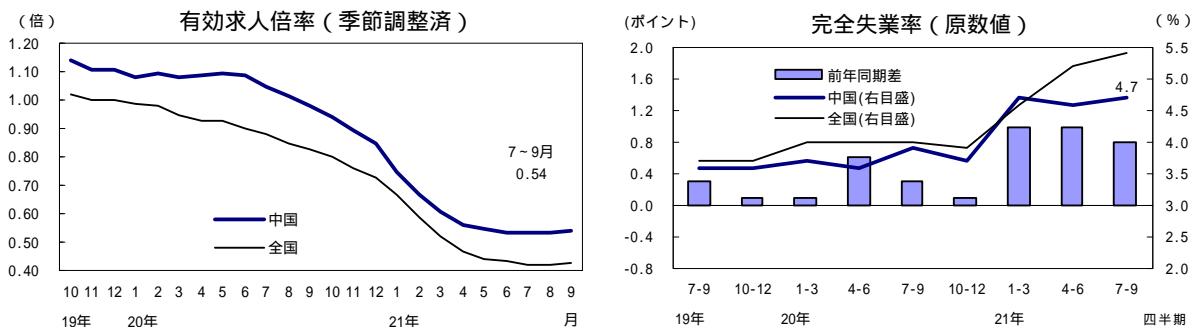 有効求人倍率(季節調整済)
(倍)
1.20
1.10
1.00
0.90
0.80
0.70
0.60
0.50
0.40
7~9月
0.54
中国
全国
10 11 12 1 2 3 4 5 6 7 8 9 10 11 12 1 2 3 4 5 6 7 8 9
19年 20年 21年 月
完全失業率(原数値)
(ポイント) (%)
2.0 5.5
1.6 5.0
1.2 4.5
0.8 4.0
0.4 3.5
0.0 3.0
-0.4 2.5
-0.8 2.0
前年同期差
中国(右目盛)
全国(右目盛)
4.7
7-9 10-12 1-3 4-6 7-9 10-12 1-3 4-6 7-9
19年 20年 21年 四半期